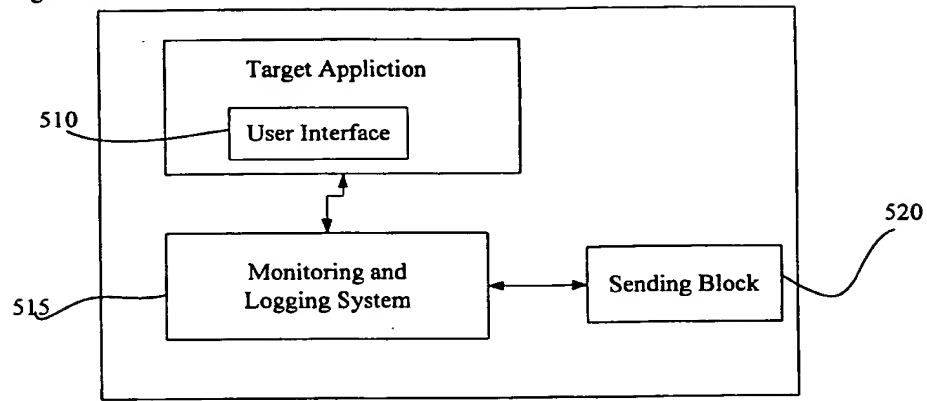 Target Appliction
510
User Interface
520
Monitoring and
Logging System
Sending Block
515